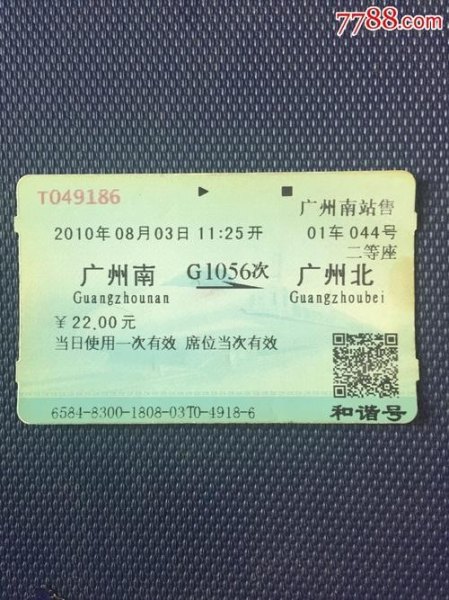 7788.com
T049186
广州南站售
2010年08月03日 11:25开
01车 044号
二等座
广州南 G1056次 广州北
Guangzhounan Guangzhoubei
￥22.00元
当日使用一次有效 席位当次有效
6584-8300-1808-03T0-4918-6
和谐号